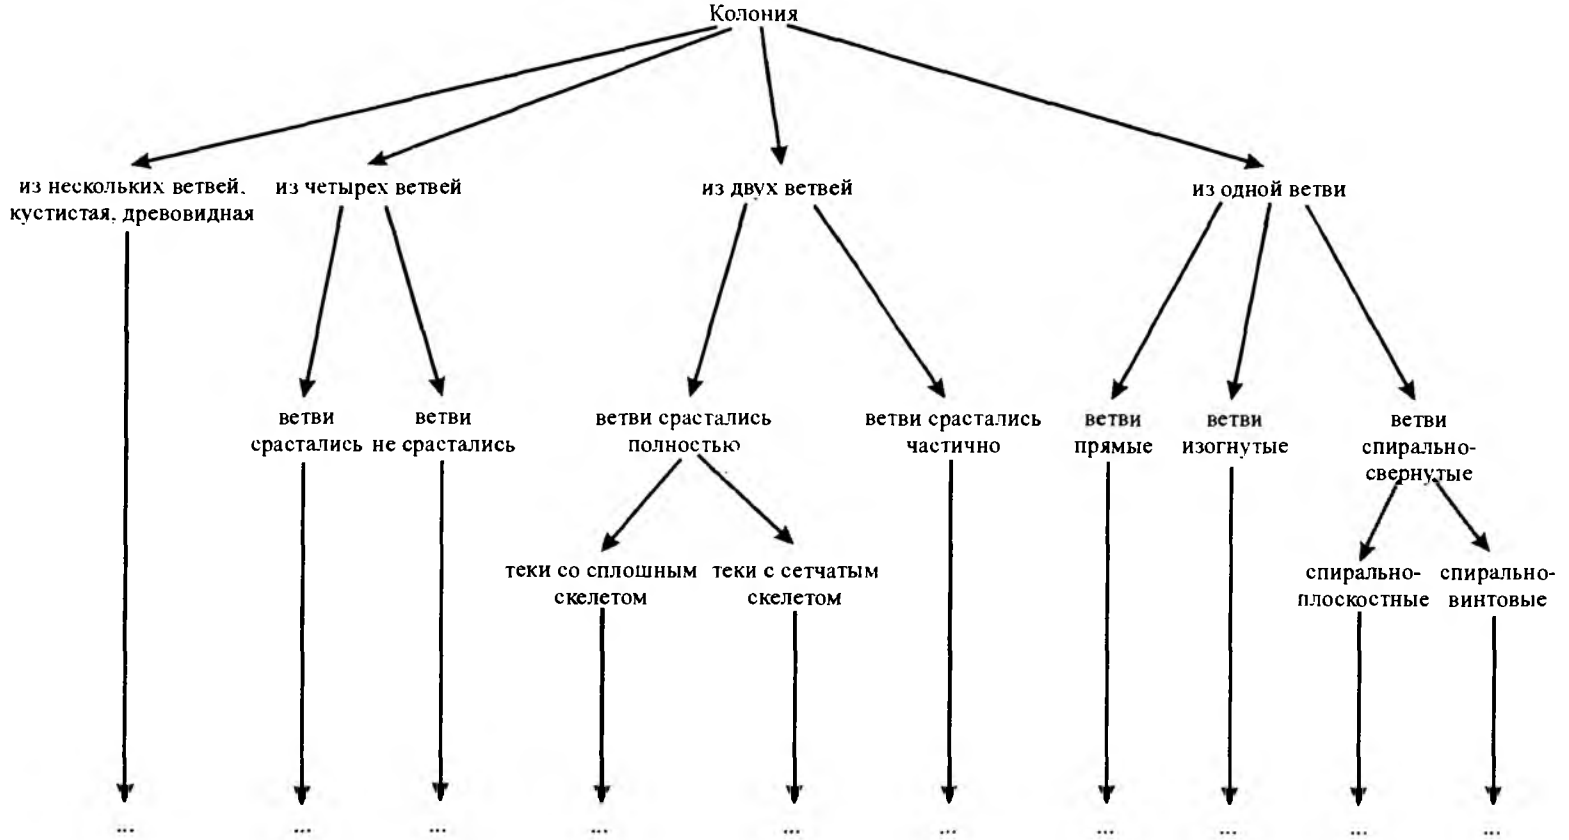 Колония
из нескольких ветвей,
кустистая, древовидная
из четырех ветвей
из двух ветвей
из одной ветви
ветви
срастались
ветви
не срастались
ветви срастались
полностью
ветви срастались
частично
ветви
прямые
ветви
изогнутые
ветви
спирально-
свернутые
теки со сплошным
скелетом
теки с сетчатым
скелетом
спирально-
плоскостные
спирально-
винтовые
...
...
...
...
...
...
...
...
...
...